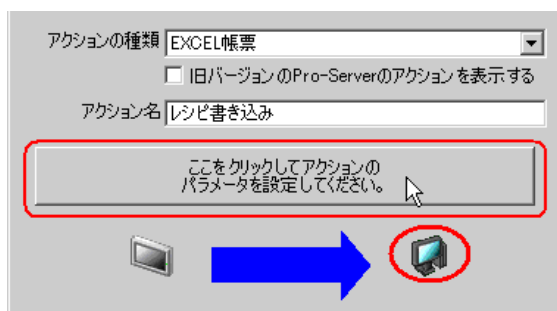 アクションの種類 EXCEL帳票
旧バージョンのPro-Serverのアクションを表示する
アクション名 レシピ書き込み
ここをクリックしてアクションの
パラメータを設定してください。